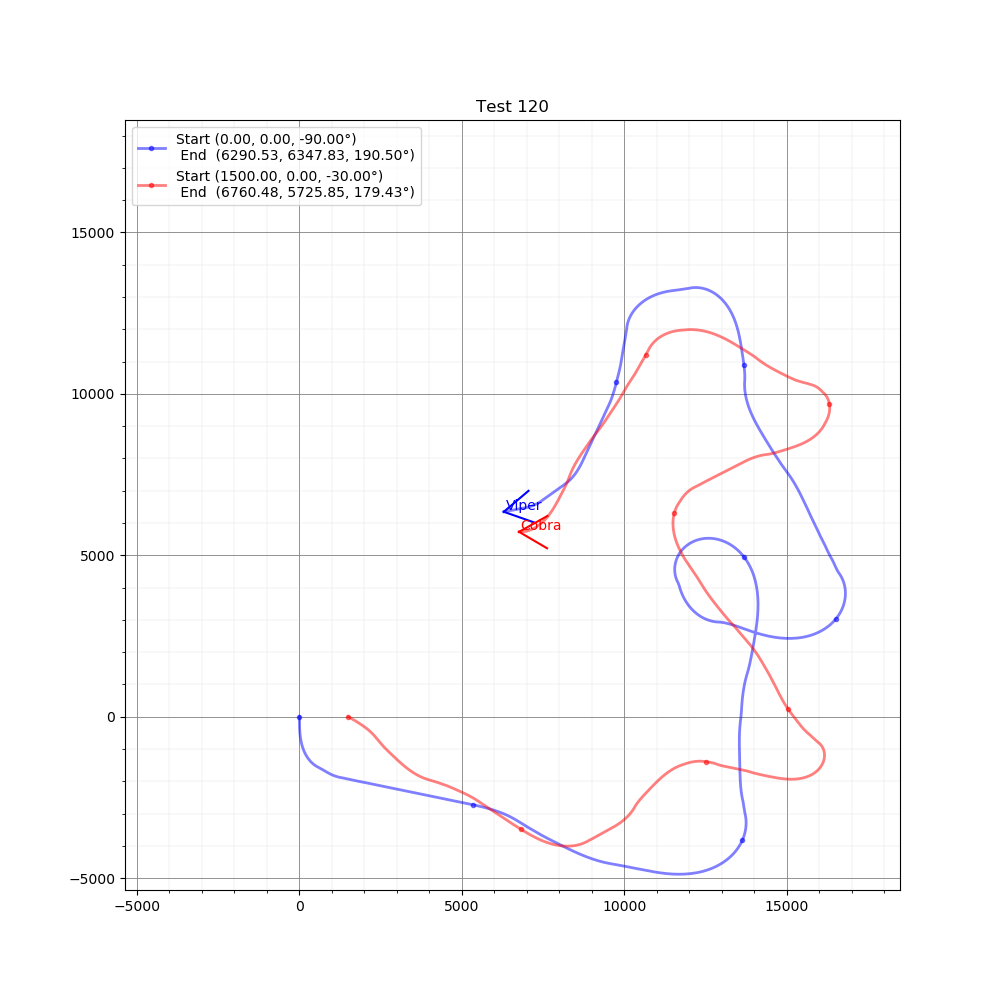 Test 120
Start (0.00, 0.00, -90.00°)
End  (6290.53, 6347.83, 190.50°)
Start (1500.00, 0.00, -30.00°)
End  (6760.48, 5725.85, 179.43°)
15000
10000
5000
0
−5000
Viper
Cobra
−5000
0
5000
10000
15000